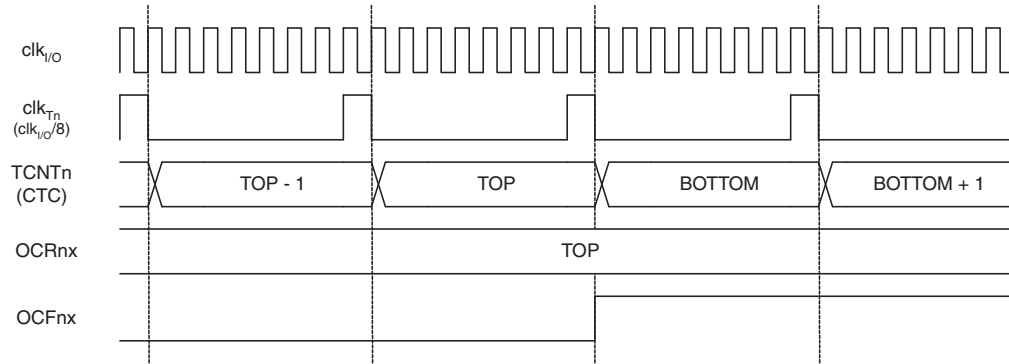 clkI/O
clkTn
(clkI/O/8)
TCNTn
(CTC)
TOP - 1
TOP
BOTTOM
BOTTOM + 1
OCRnx
TOP
OCFnx